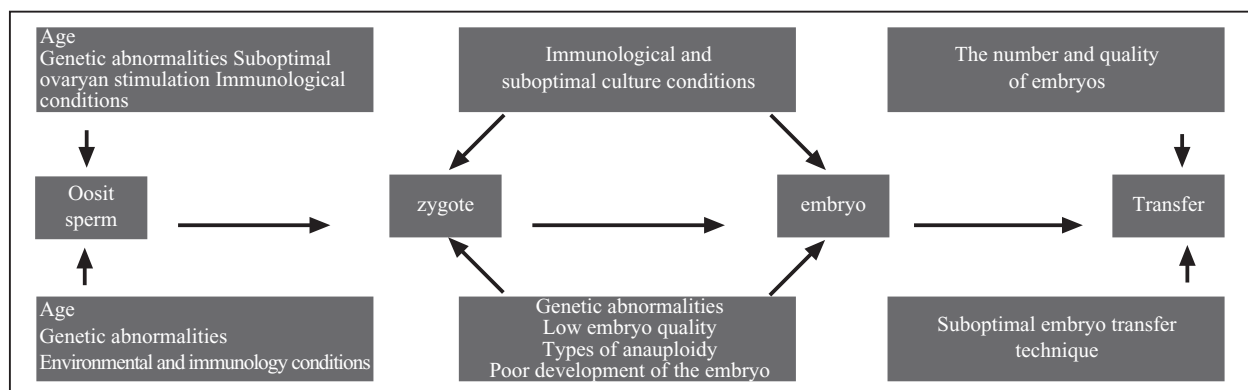 Age
Genetic abnormalities Suboptimal
ovaryan stimulation Immunological
conditions
Immunological and
suboptimal culture conditions
The number and quality
of embryos
Oosit
sperm
zygote
embryo
Transfer
Age
Genetic abnormalities
Environmental and immunology conditions
Genetic abnormalities
Low embryo quality
Types of anauploidy
Poor development of the embryo
Suboptimal embryo transfer
technique